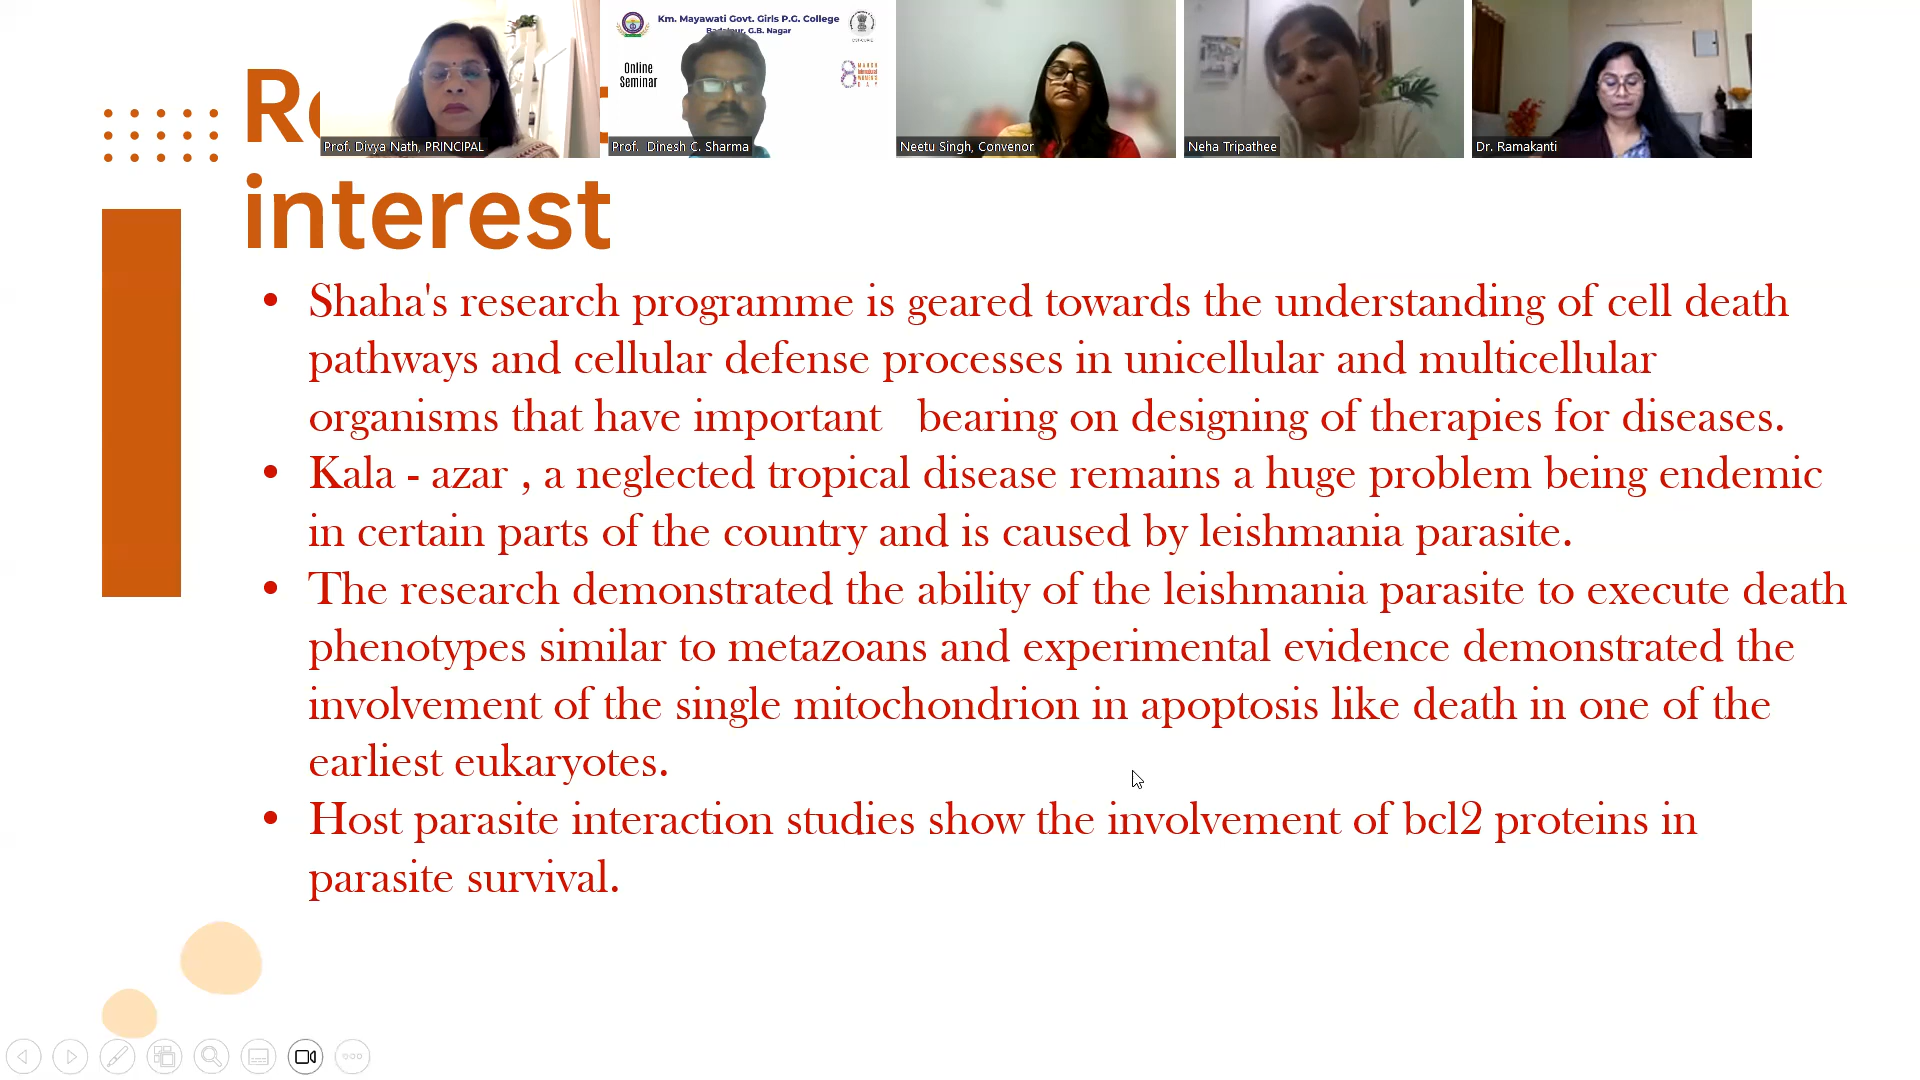 Km. Mayawati Govt. Girls P.G. College
Badalpur, G.B. Nagar
Online
Seminar
8
MARCH
International
WOMEN'S
DAY
Prof. Divya Nath, PRINCIPAL
Prof. Dinesh C. Sharma
Neetu Singh, Convenor
Neha Tripathee
Dr. Ramakanti
interest
• Shaha's research programme is geared towards the understanding of cell death
pathways and cellular defense processes in unicellular and multicellular
organisms that have important bearing on designing of therapies for diseases.
• Kala - azar , a neglected tropical disease remains a huge problem being endemic
in certain parts of the country and is caused by leishmania parasite.
• The research demonstrated the ability of the leishmania parasite to execute death
phenotypes similar to metazoans and experimental evidence demonstrated the
involvement of the single mitochondrion in apoptosis like death in one of the
earliest eukaryotes.
• Host parasite interaction studies show the involvement of bcl2 proteins in
parasite survival.